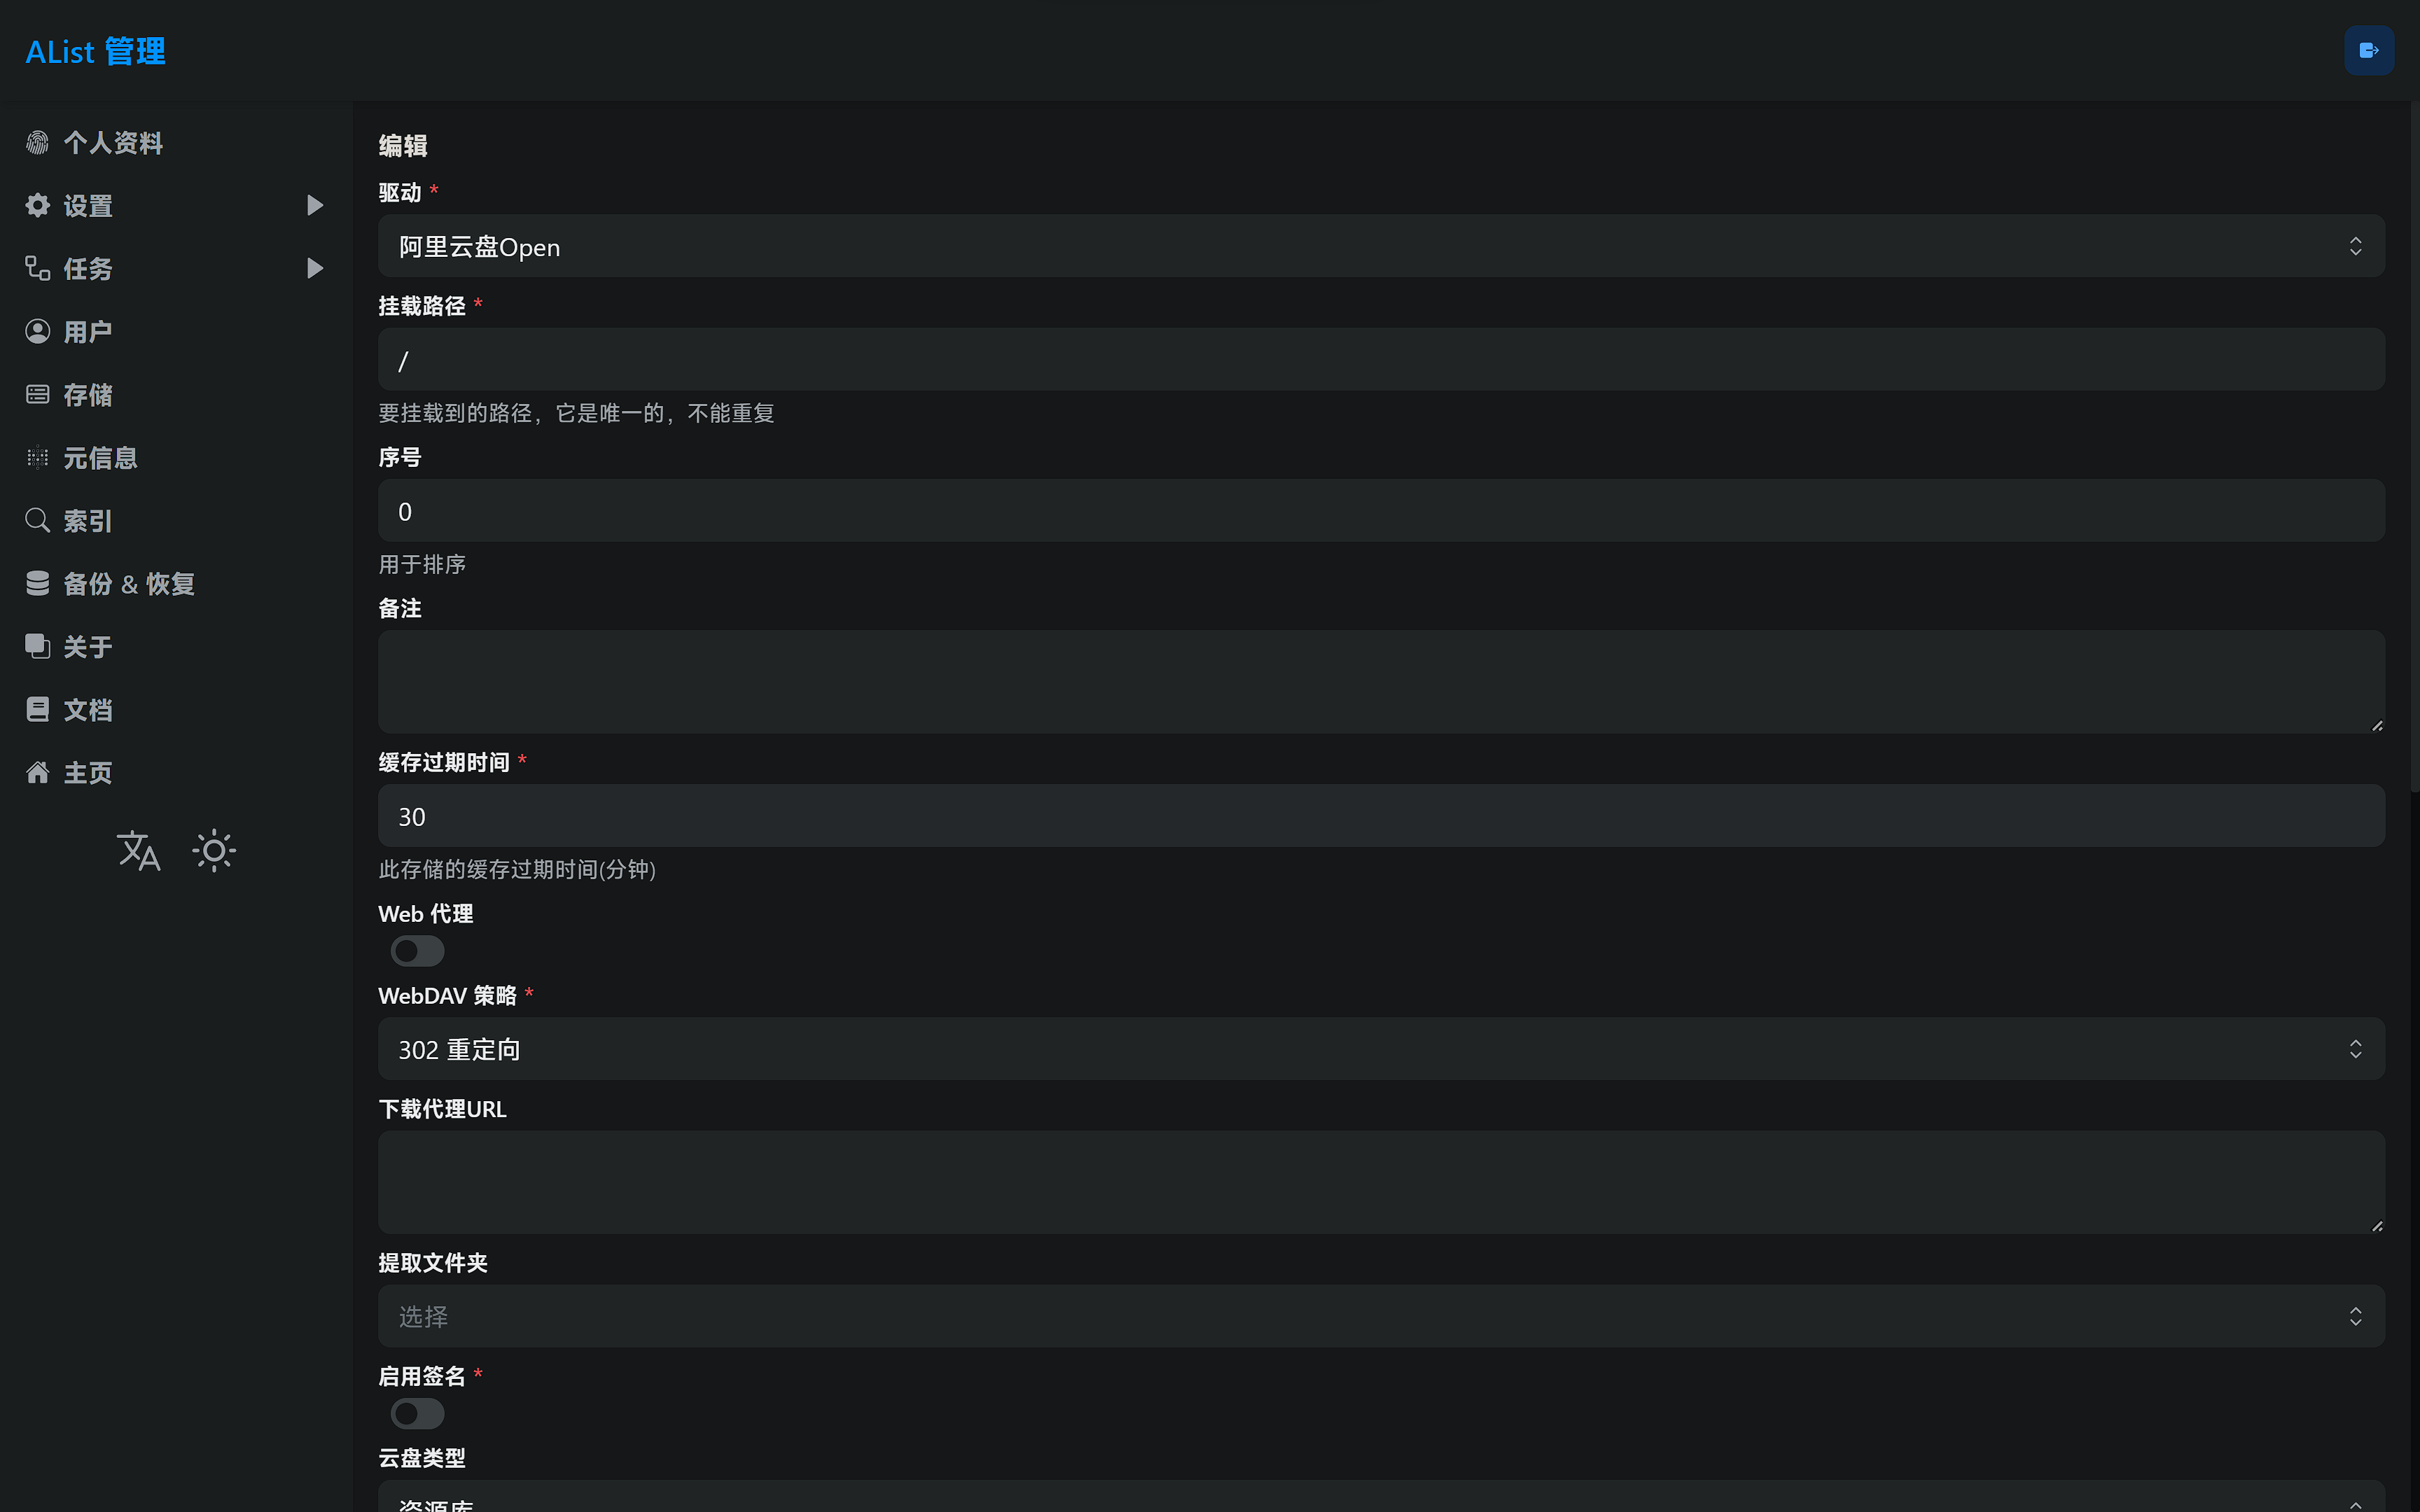 AList 管理
个人资料
设置
任务
用户
存储
元信息
索引
备份 & 恢复
关于
文档
主页
编辑
驱动 *
阿里云盘Open
挂载路径 *
/
要挂载到的路径，它是唯一的，不能重复
序号
0
用于排序
备注
缓存过期时间 *
30
此存储的缓存过期时间(分钟)
Web 代理
WebDAV 策略 *
302 重定向
下载代理URL
提取文件夹
选择
启用签名 *
云盘类型
资源库